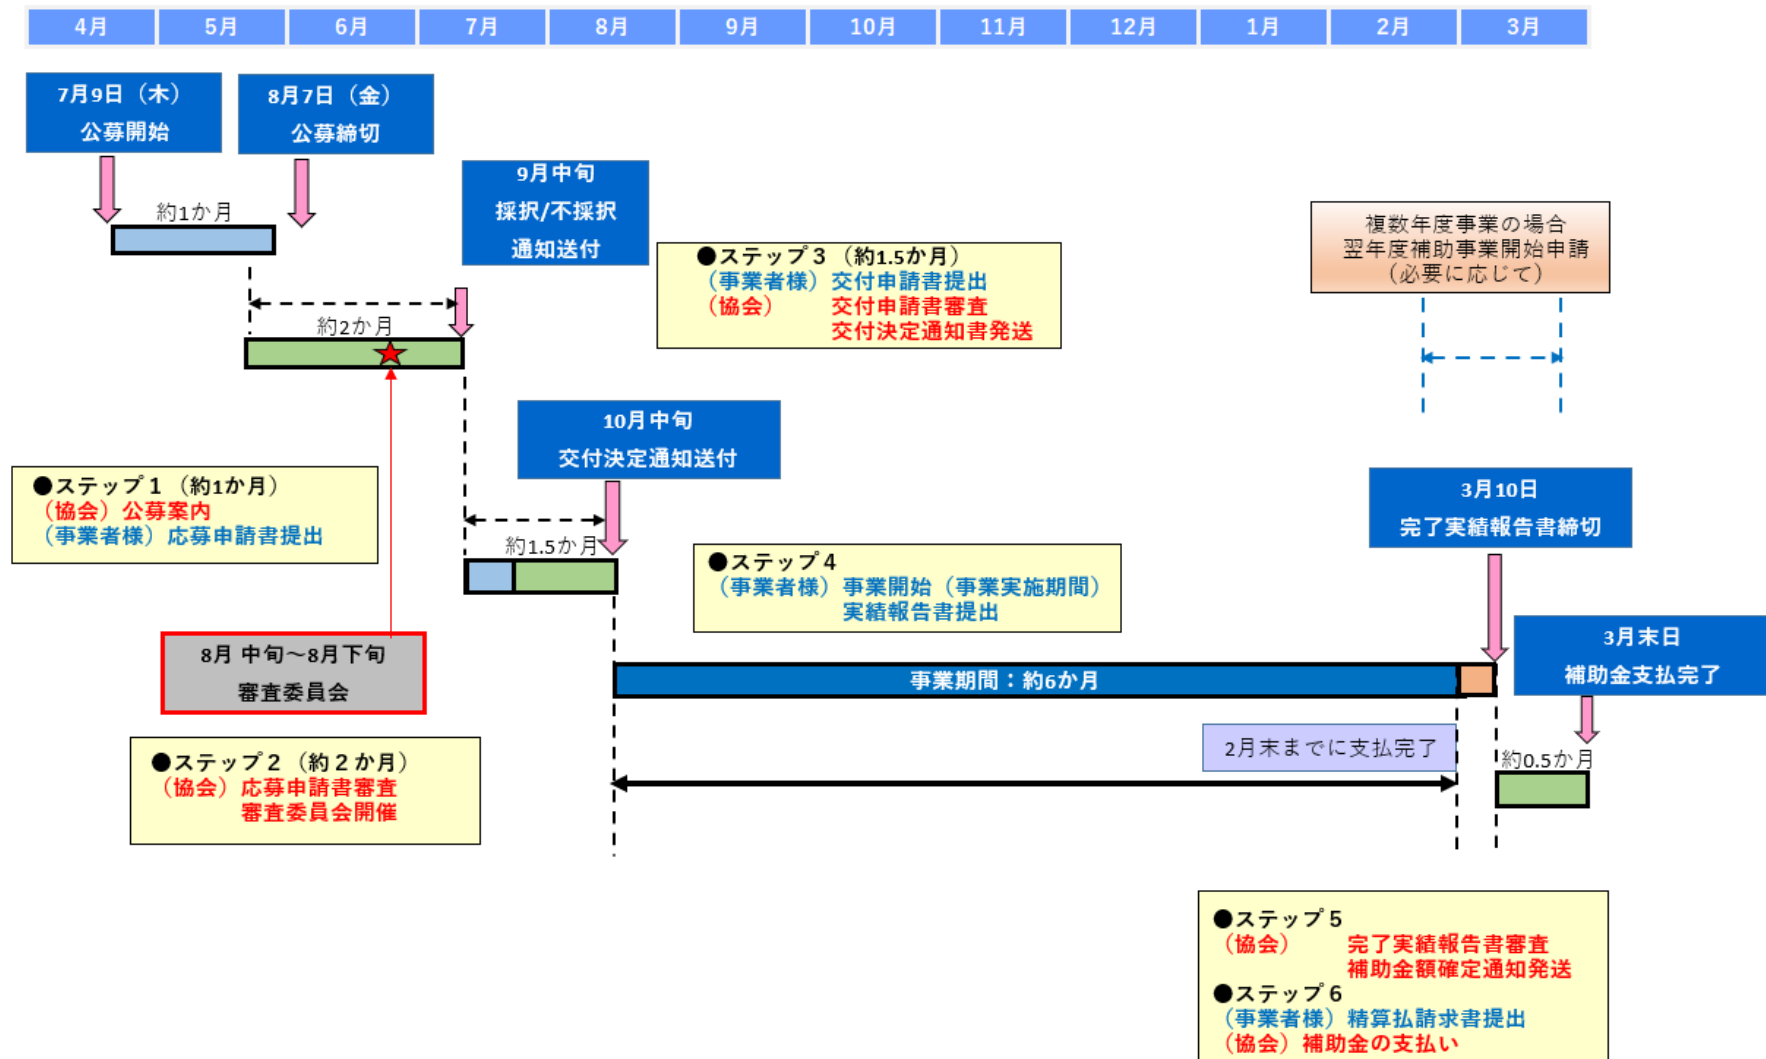 4月 5月 6月 7月 8月 9月 10月 11月 12月 1月 2月 3月
7月9日（木）
公募開始
8月7日（金）
公募締切
約1か月
9月中旬
採択/不採択
通知送付
約2か月
●ステップ３（約1.5か月）
（事業者様）交付申請書提出
（協会）　　交付申請書審査
交付決定通知書発送
複数年度事業の場合
翌年度補助事業開始申請
（必要に応じて）
10月中旬
交付決定通知送付
約1.5か月
●ステップ１（約1か月）
（協会）公募案内
（事業者様）応募申請書提出
●ステップ４
（事業者様）事業開始（事業実施期間）
実績報告書提出
3月10日
完了実績報告書締切
8月 中旬～8月下旬
審査委員会
事業期間：約6か月
3月末日
補助金支払完了
2月末までに支払完了
約0.5か月
●ステップ２（約２か月）
（協会）応募申請書審査
審査委員会開催
●ステップ５
（協会）　　完了実績報告書審査
補助金額確定通知発送
●ステップ６
（事業者様）精算払請求書提出
（協会）補助金の支払い